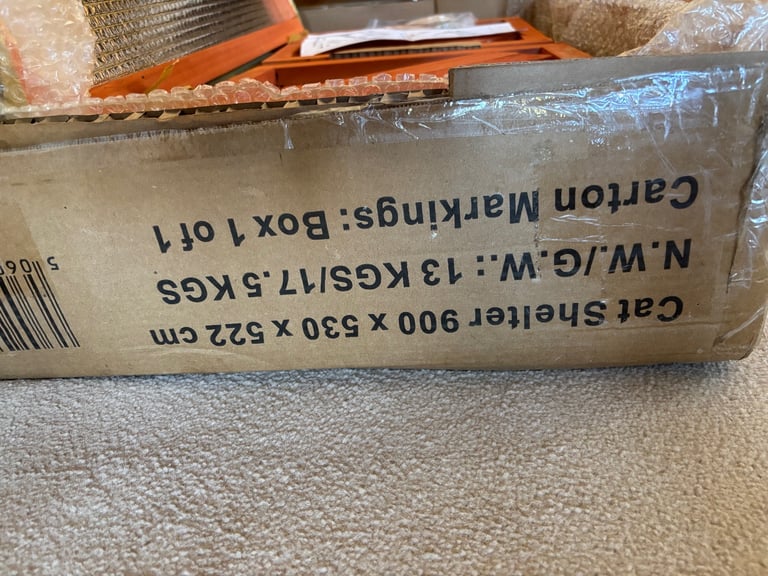 Cat Shelter 900 x 530 x 522 cm
N.W./G.W.: 13 KGS/17.5 KGS
Carton Markings: Box 1 of 1